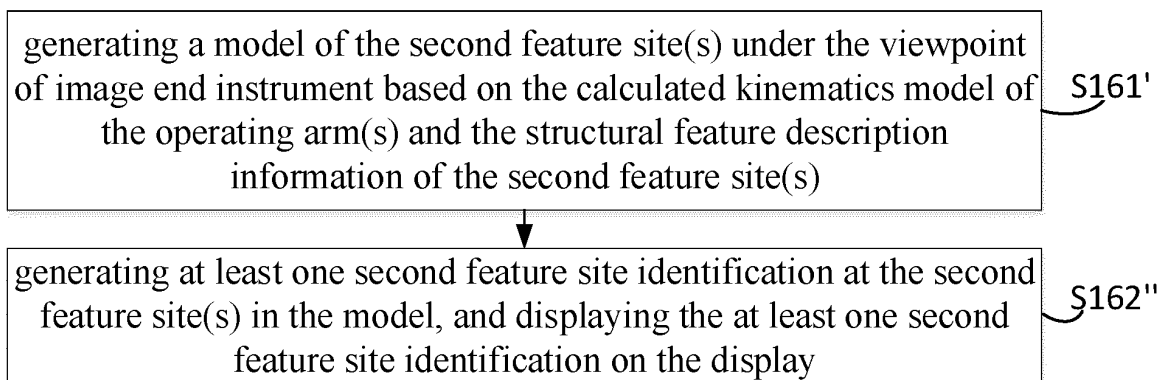 generating a model of the second feature site(s) under the viewpoint
of image end instrument based on the calculated kinematics model of
the operating arm(s) and the structural feature description
information of the second feature site(s)
S161'
generating at least one second feature site identification at the second
feature site(s) in the model, and displaying the at least one second
feature site identification on the display
S162"